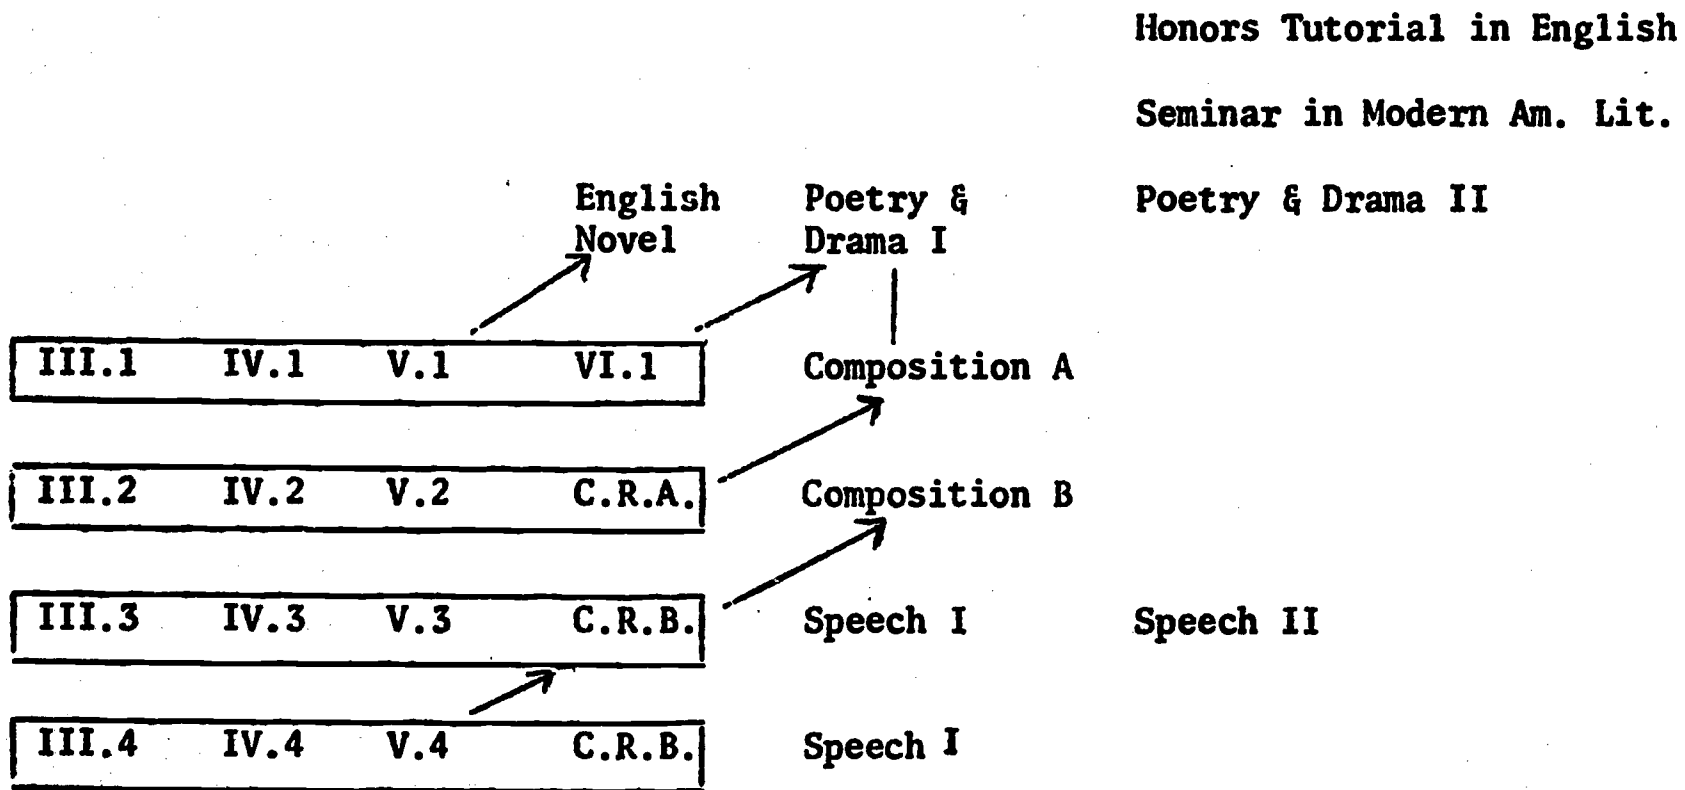 Honors Tutorial in English
Seminar in Modern Am. Lit.
English Poetry & Poetry & Drama II
Novel Drama I
III.1 IV.1 V.1 VI.1 Composition A
III.2 IV.2 V.2 C.R.A. Composition B
III.3 IV.3 V.3 C.R.B. Speech I Speech II
III.4 IV.4 V.4 C.R.B. Speech I